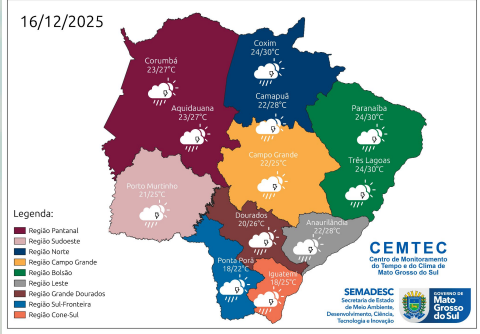 16/12/2025
Coxim
24/30°C
Corumbá
23/27°C
Camapuã
22/28°C
Aquidauana
23/27°C
Paranaíba
24/30°C
Campo Grande
22/25°C
Três Lagoas
24/30°C
Porto Murtinho
21/25°C
Dourados
20/26°C
Anaurilândia
22/28°C
Ponta Porã
18/22°C
Iguatemi
18/25°C
Legenda:
Região Pantanal
Região Sudoeste
Região Norte
Região Campo Grande
Região Bolsão
Região Leste
Região Grande Dourados
Região Sul-Fronteira
Região Cone-Sul
CEMTEC
Centro de Monitoramento
do Tempo e do Clima de
Mato Grosso do Sul
SEMADESC
Secretaria de Estado
de Meio Ambiente,
Desenvolvimento, Ciência,
Tecnologia e Inovação
GOVERNO DE
Mato
Grosso
do Sul